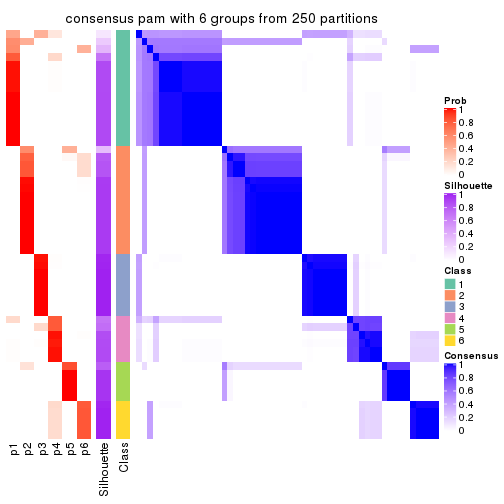 consensus pam with 6 groups from 250 partitions
Prob
1
0.8
0.6
0.4
0.2
0
Silhouette
1
0.8
0.6
0.4
0.2
0
Class
1
2
3
4
5
6
Consensus
1
0.8
0.6
0.4
0.2
0
p1
p2
p3
p4
p5
p6
Silhouette
Class